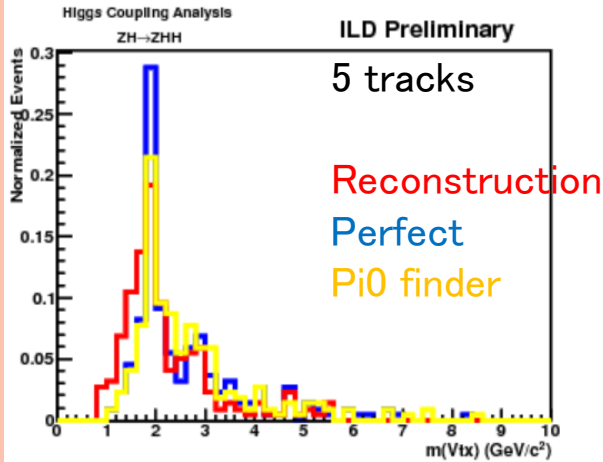 Higgs Coupling Analysis
ZH→ZHH
ILD Preliminary
Normalized Events
0.3
0.25
0.2
0.15
0.1
0.05
0
5 tracks
Reconstruction
Perfect
Pi0 finder
0 1 2 3 4 5 6 7 8 9 10
m(Vtx) (GeV/c²)